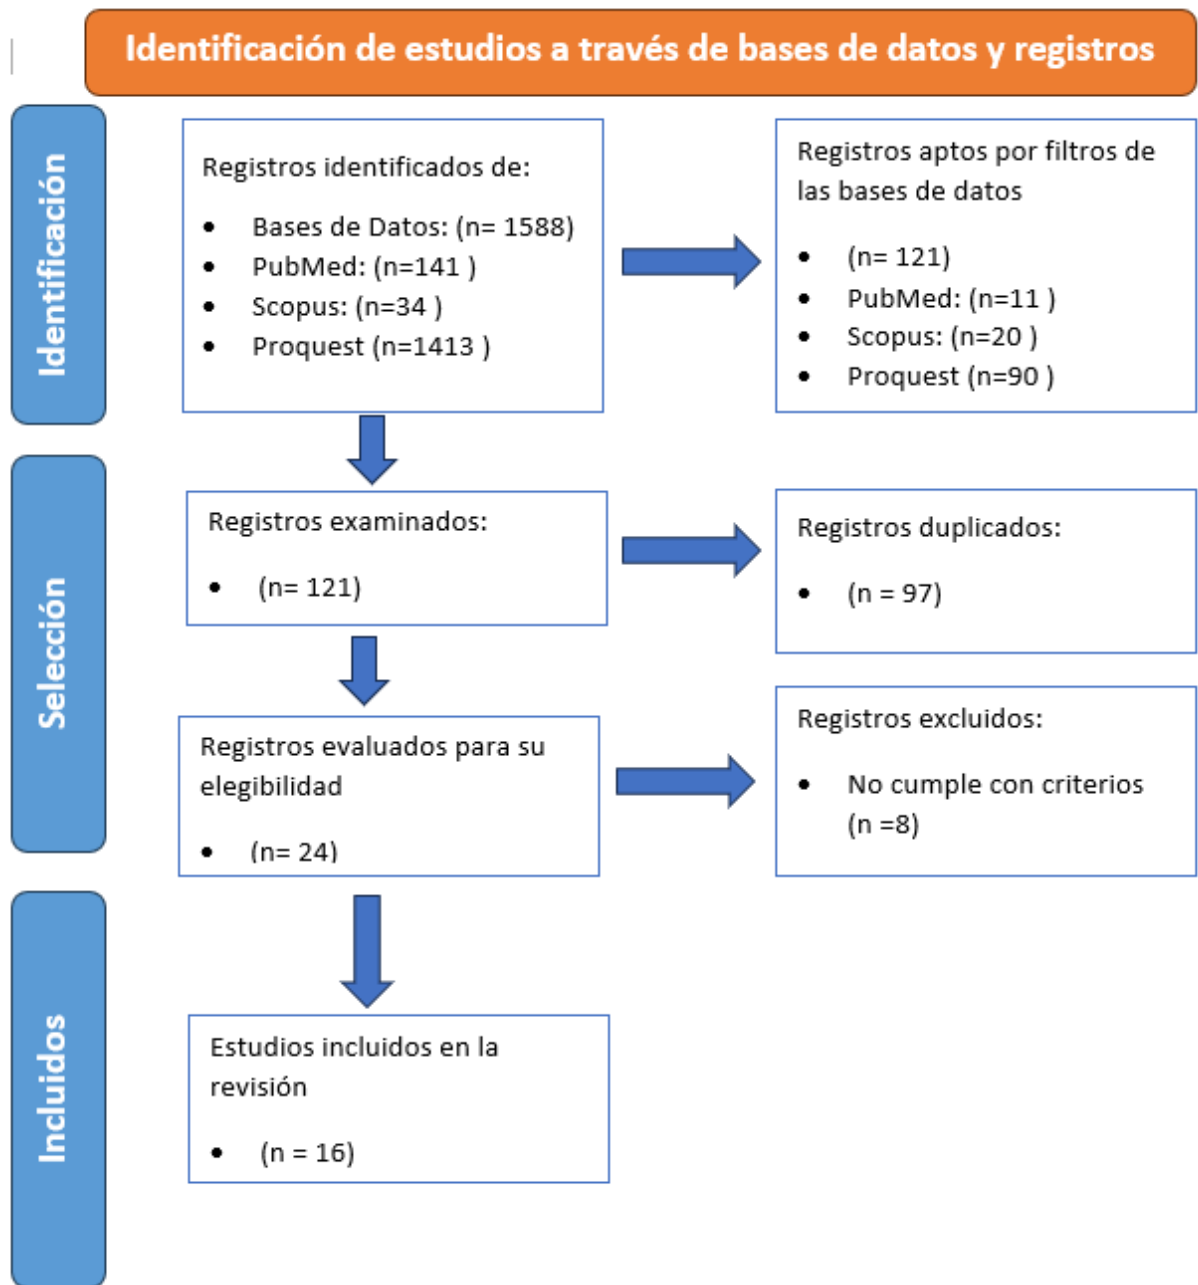 Identificación de estudios a través de bases de datos y registros
Identificación
Registros identificados de:
• Bases de Datos: (n= 1588)
• PubMed: (n=141 )
• Scopus: (n=34 )
• Proquest (n=1413 )
Registros aptos por filtros de
las bases de datos
• (n= 121)
• PubMed: (n=11 )
• Scopus: (n=20 )
• Proquest (n=90 )
Selección
Registros examinados:
• (n= 121)
Registros duplicados:
• (n = 97)
Registros evaluados para su
elegibilidad
• (n= 24)
Registros excluidos:
• No cumple con criterios
(n =8)
Incluidos
Estudios incluidos en la
revisión
• (n = 16)